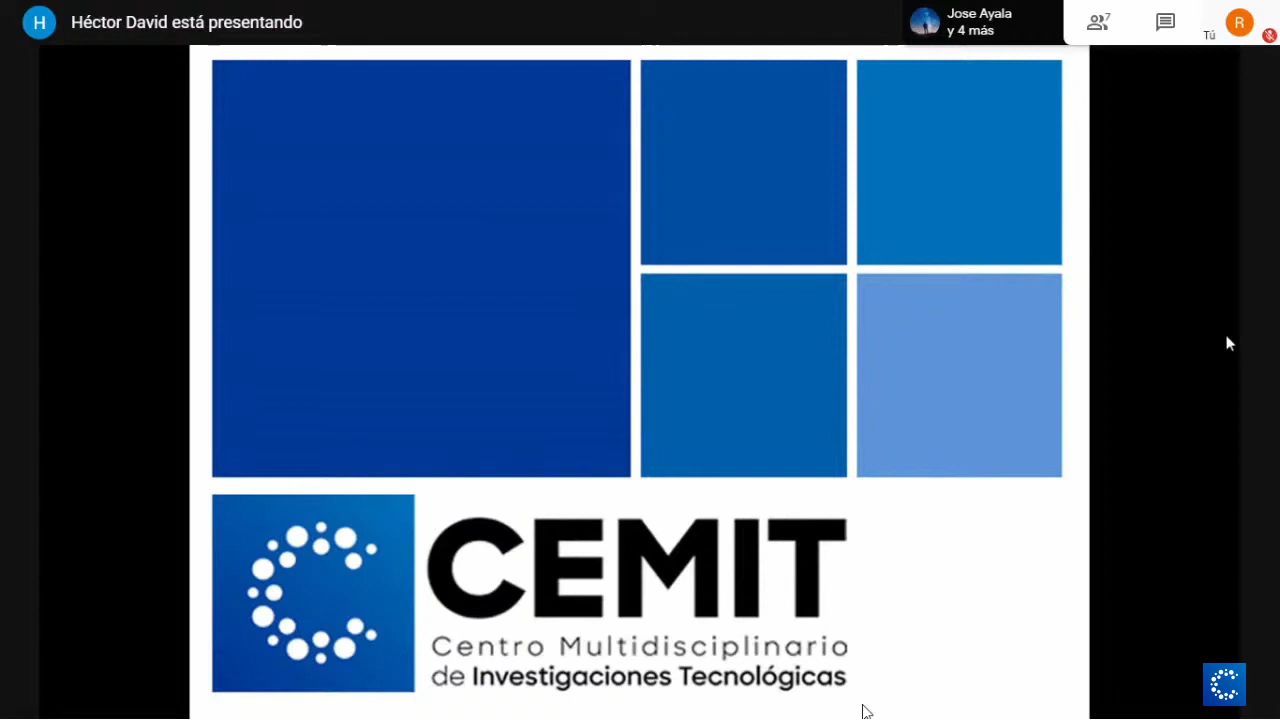 H
Héctor David está presentando
Jose Ayala
y 4 más
7
Tú
R
CEMIT
Centro Multidisciplinario
de Investigaciones Tecnológicas